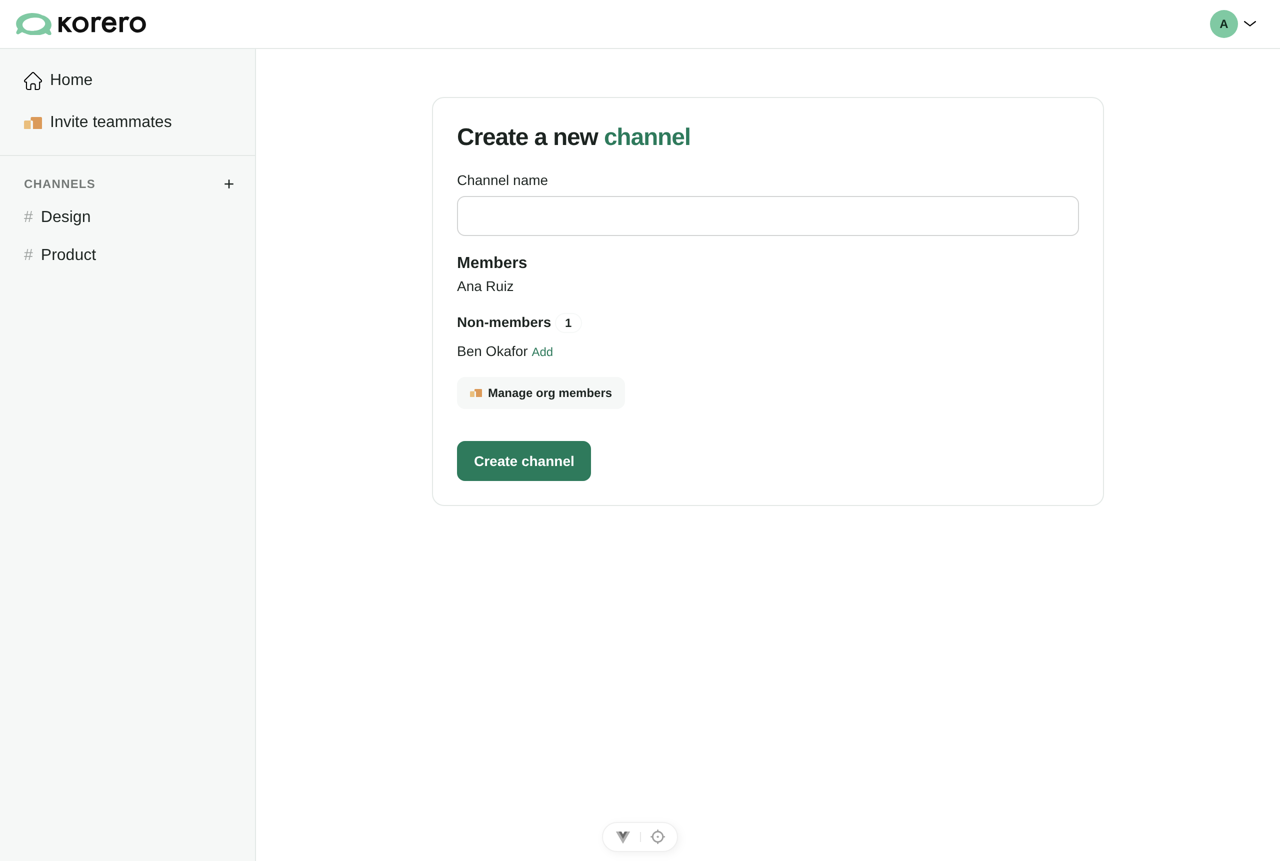 Korero
A
Home
Invite teammates
CHANNELS +
# Design
# Product
Create a new channel
Channel name
Members
Ana Ruiz
Non-members 1
Ben Okafor Add
Manage org members
Create channel